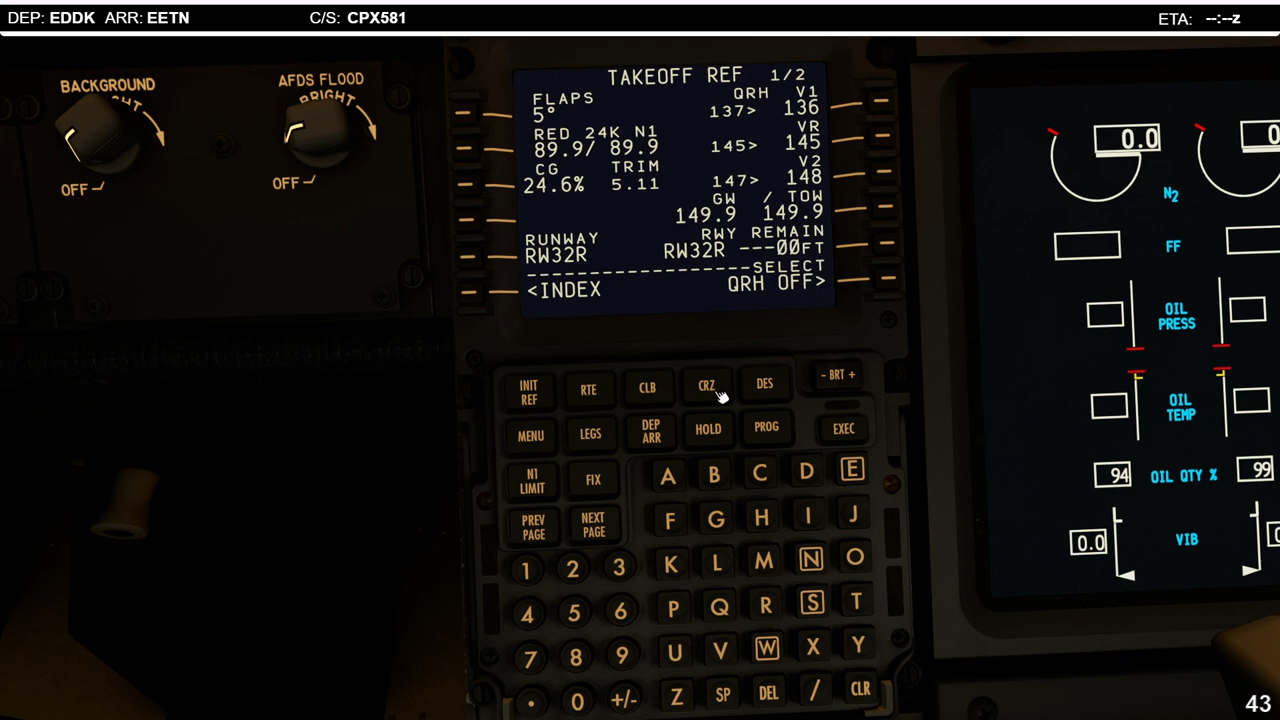 DEP: EDDK ARR: EETN C/S: CPX581 ETA: --:--z
BACKGROUND
BRIGHT
OFF
AFDS FLOOD
BRIGHT
OFF
TAKEOFF REF 1/2
FLAPS QRH V1
5° 137> 136
RED 24K N1 VR
89.9/ 89.9 145> 145
CG TRIM V2
24.6% 5.11 147> 148
GW / TOW
149.9 149.9
RUNWAY RWY REMAIN
RW32R RW32R ---00FT
------------------SELECT
<INDEX QRH OFF>
INIT REF RTE CLB CRZ DES - BRT +
MENU LEGS DEP ARR HOLD PROG EXEC
N1 LIMIT FIX A B C D E
PREV PAGE NEXT PAGE F G H I J
1 2 3 K L M N O
4 5 6 P Q R S T
7 8 9 U V W X Y
. 0 +/- Z SP DEL / CLR
0.0 0
N2
FF
OIL
PRESS
OIL
TEMP
94 OIL QTY % 99
0.0 VIB
43